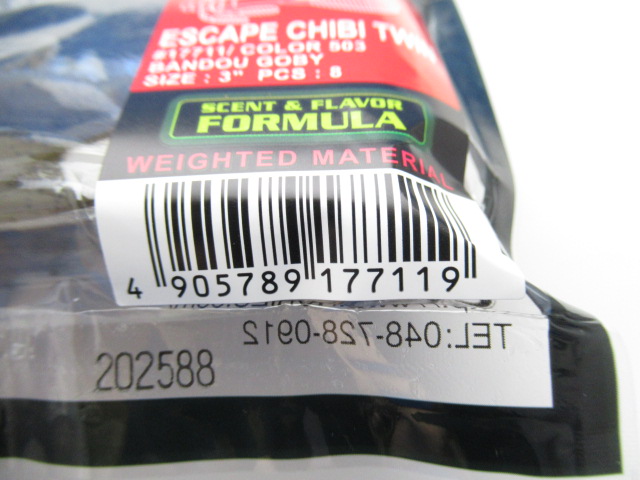 ESCAPE CHIBI TWIN
#17711/ COLOR 503
BANDOU GOBY
SIZE : 3" PCS : 8
SCENT & FLAVOR
FORMULA
WEIGHTED MATERIAL
4 905789 177119
TEL:048-728-0912
202588